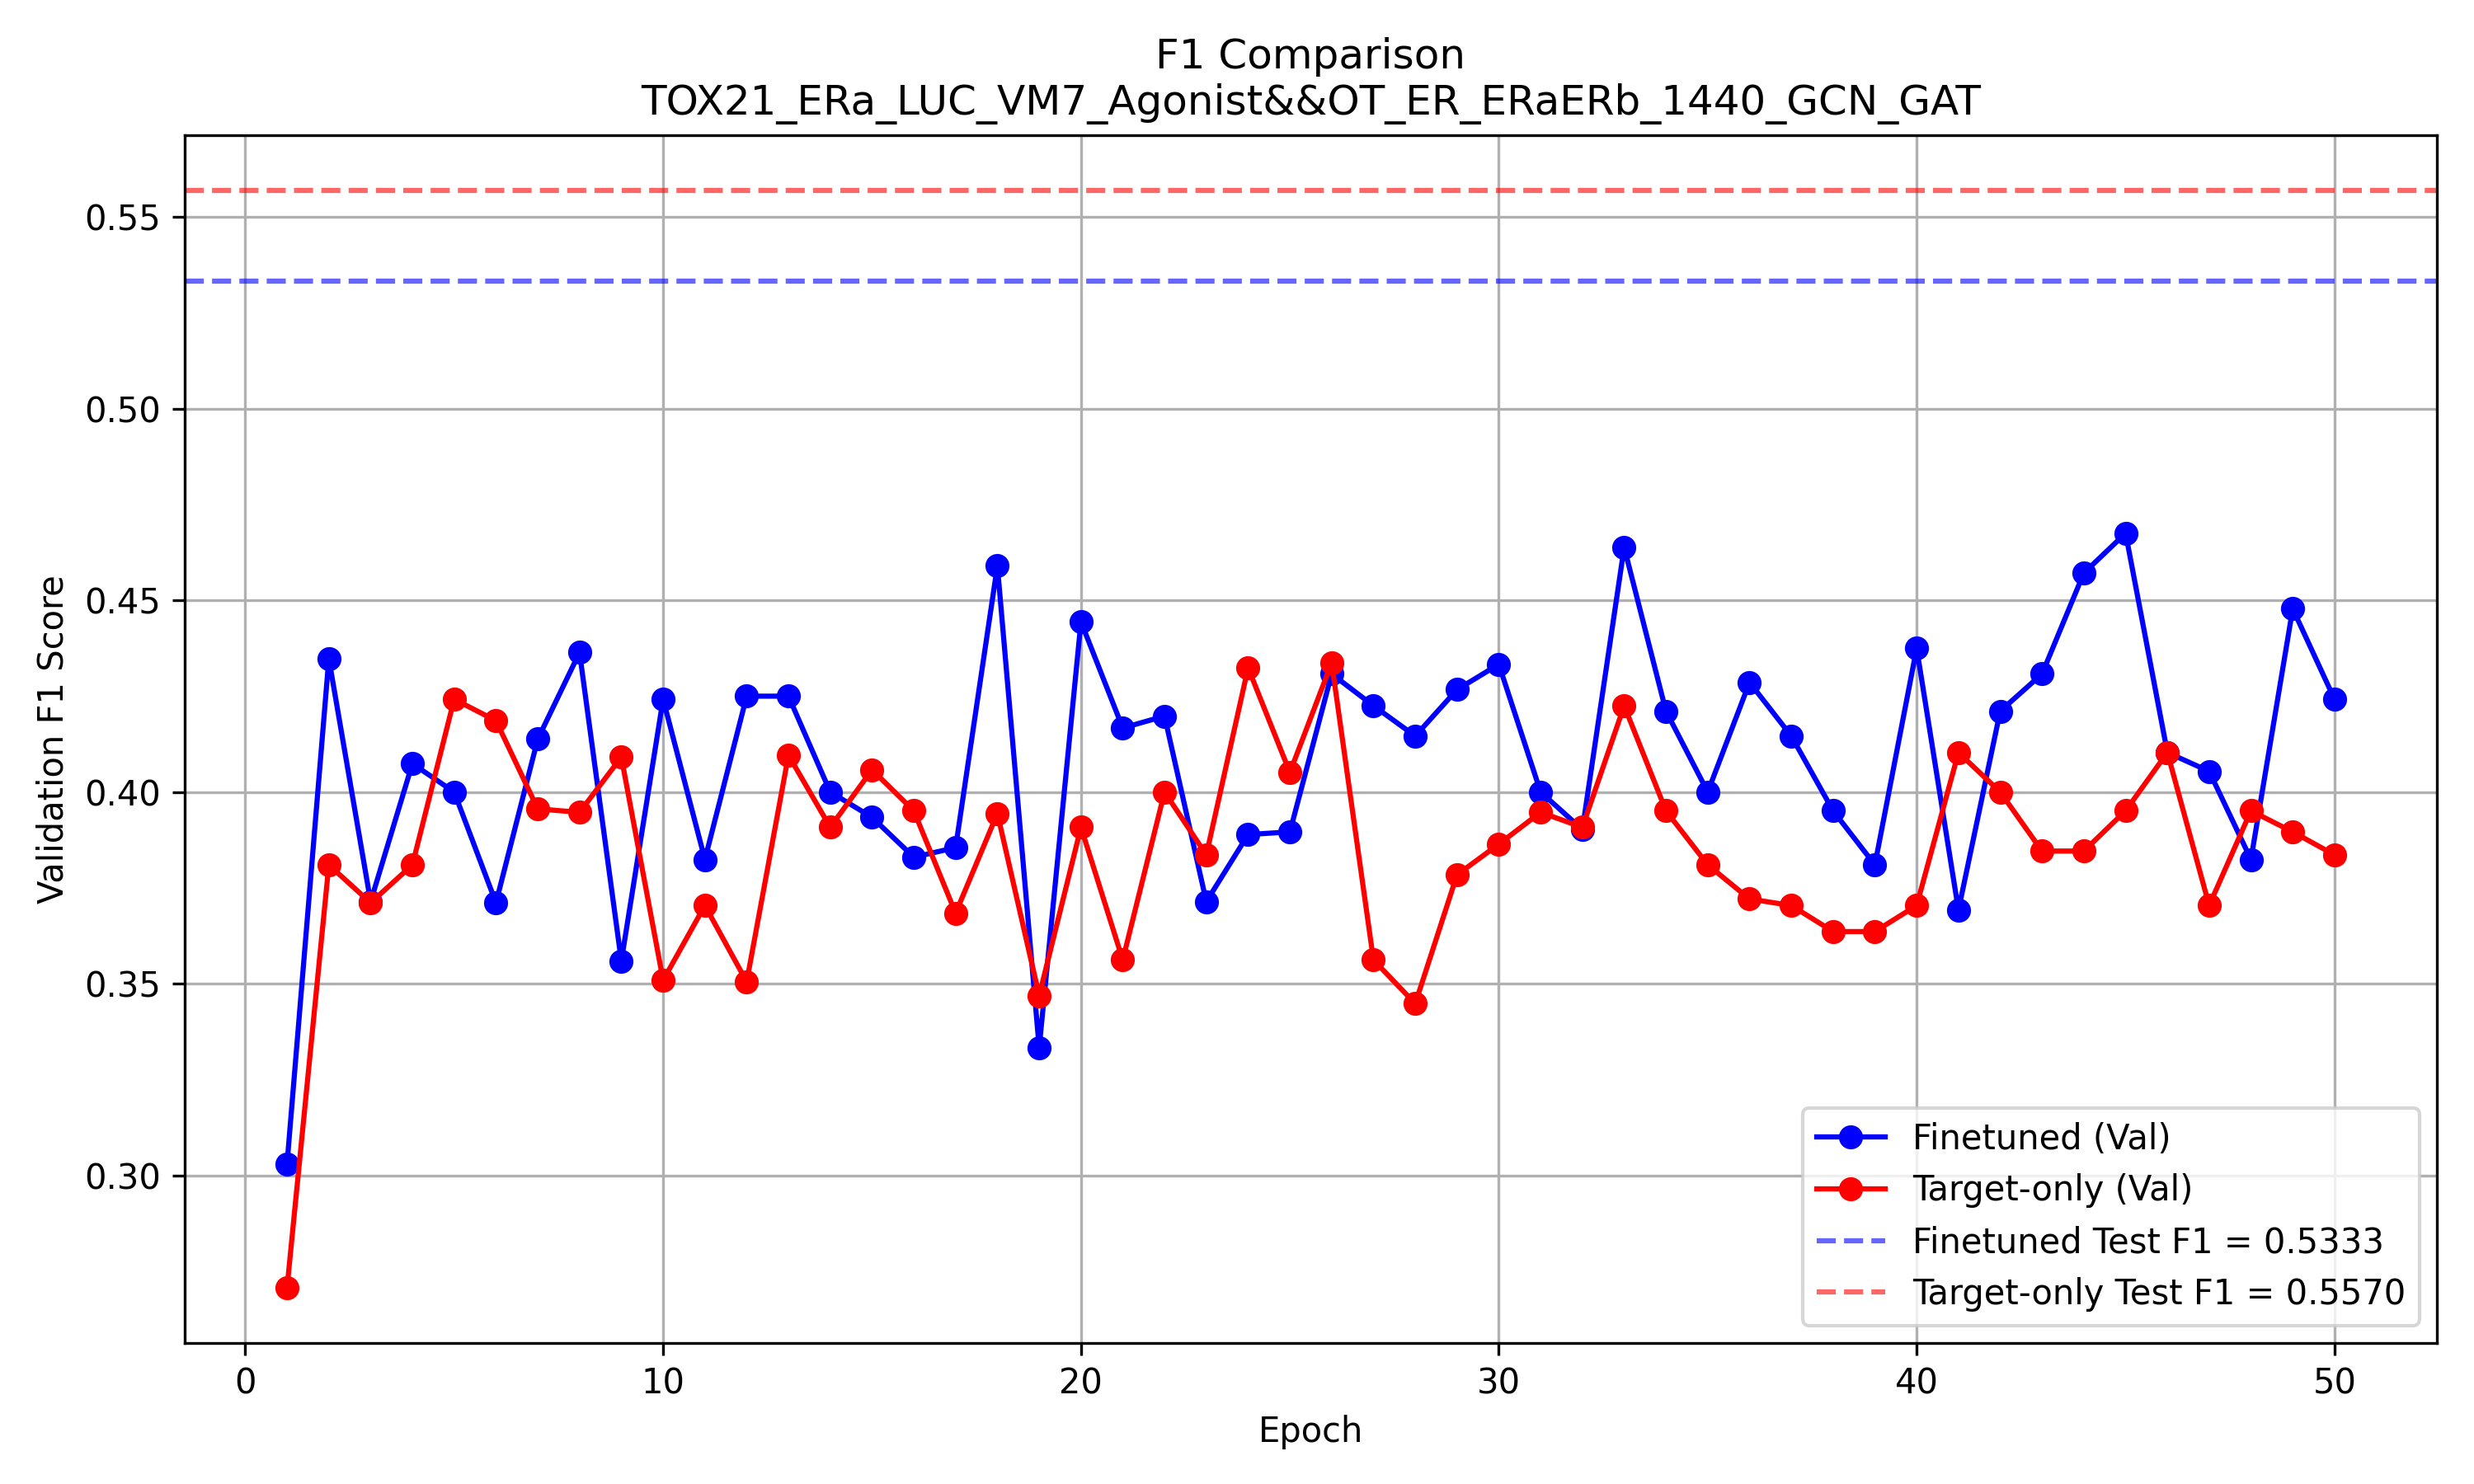 F1 Comparison
TOX21_ERa_LUC_VM7_Agonist&&OT_ER_ERaERb_1440_GCN_GAT
Validation F1 Score
0.55
0.50
0.45
0.40
0.35
0.30
0
10
20
30
40
50
Epoch
Finetuned (Val)
Target-only (Val)
Finetuned Test F1 = 0.5333
Target-only Test F1 = 0.5570